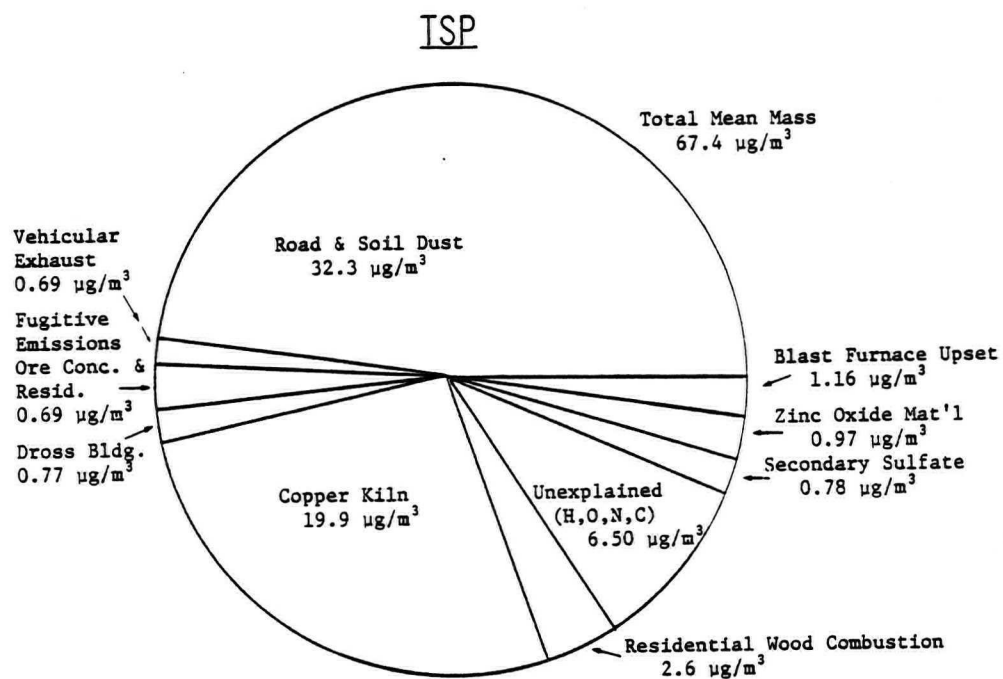 TSP
Total Mean Mass
67.4 µg/m³
Road & Soil Dust
32.3 µg/m³
Vehicular
Exhaust
0.69 µg/m³
Fugitive
Emissions
Ore Conc. &
Resid.
0.69 µg/m³
Dross Bldg.
0.77 µg/m³
Copper Kiln
19.9 µg/m³
Blast Furnace Upset
1.16 µg/m³
Zinc Oxide Mat'l
0.97 µg/m³
Secondary Sulfate
0.78 µg/m³
Unexplained
(H,O,N,C)
6.50 µg/m³
Residential Wood Combustion
2.6 µg/m³